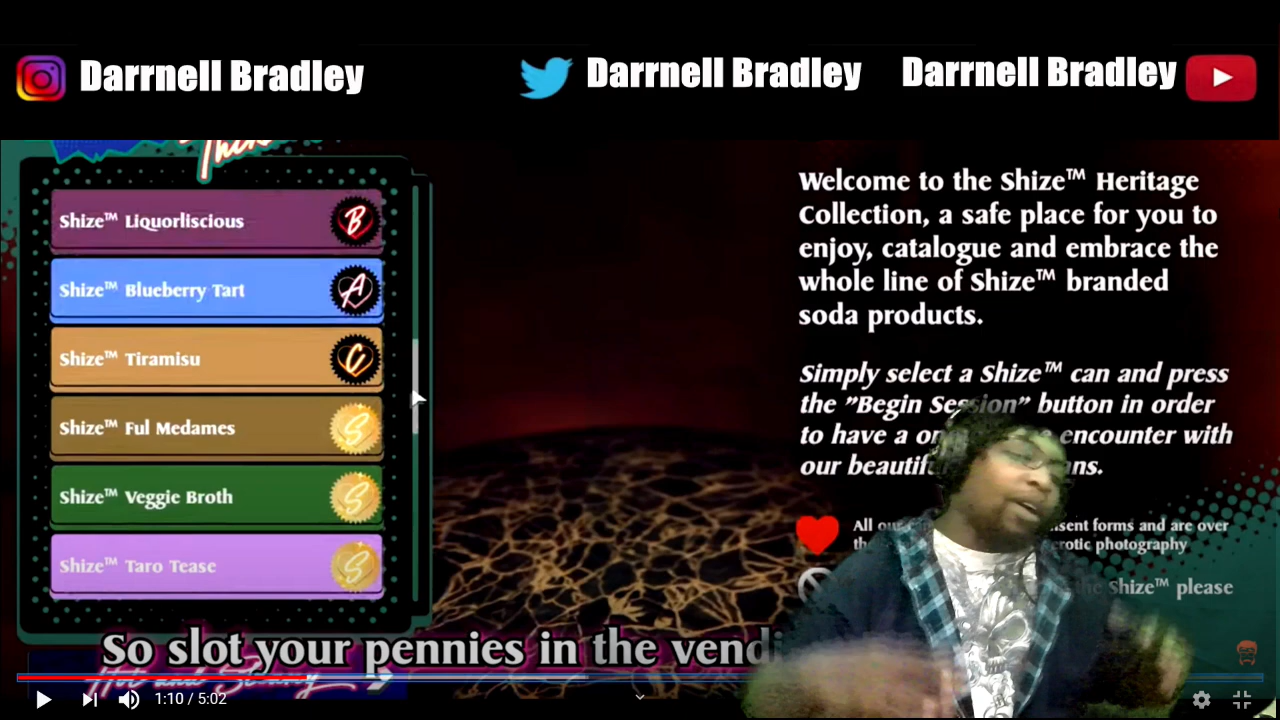 Darrnell Bradley
Darrnell Bradley
Darrnell Bradley
Shize™ Liquorliscious
B
Shize™ Blueberry Tart
A
Shize™ Tiramisu
C
Shize™ Ful Medames
S
Shize™ Veggie Broth
S
Shize™ Taro Tease
S
Welcome to the Shize™ Heritage
Collection, a safe place for you to
enjoy, catalogue and embrace the
whole line of Shize™ branded
soda products.
Simply select a Shize™ can and press
the "Begin Session" button in order
to have a encounter with
our
All forms and are over
photography
Shize™ please
So slot your pennies in the
Hot and Steamy
1:10 / 5:02